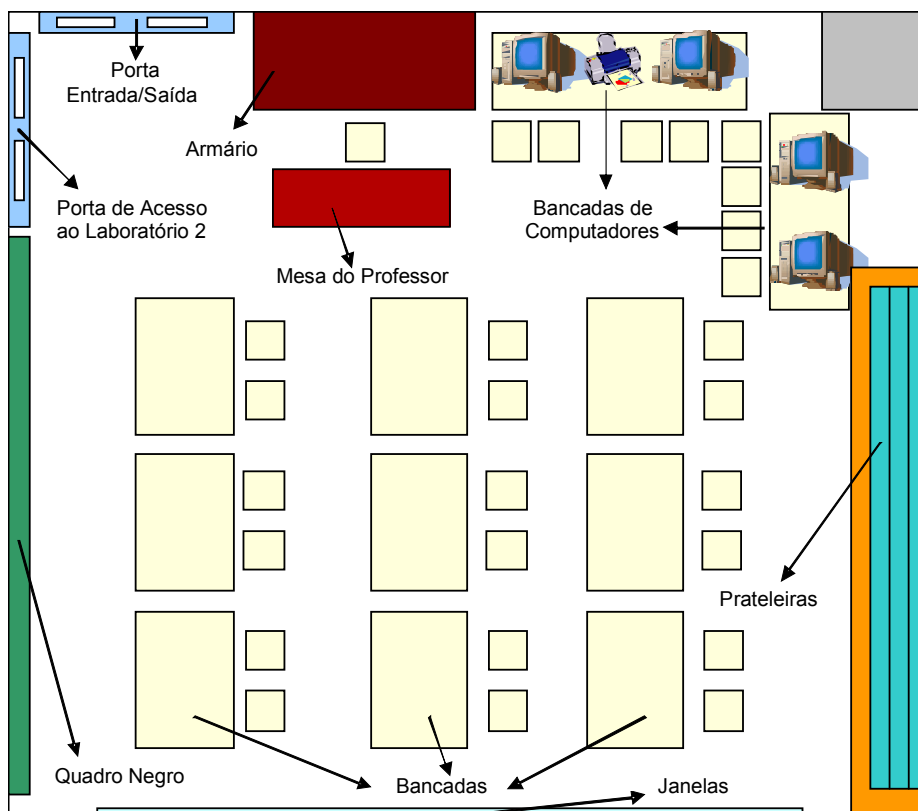 Porta
Entrada/Saída
Armário
Porta de Acesso
ao Laboratório 2
Bancadas de
Computadores
Mesa do Professor
Prateleiras
Quadro Negro
Bancadas
Janelas